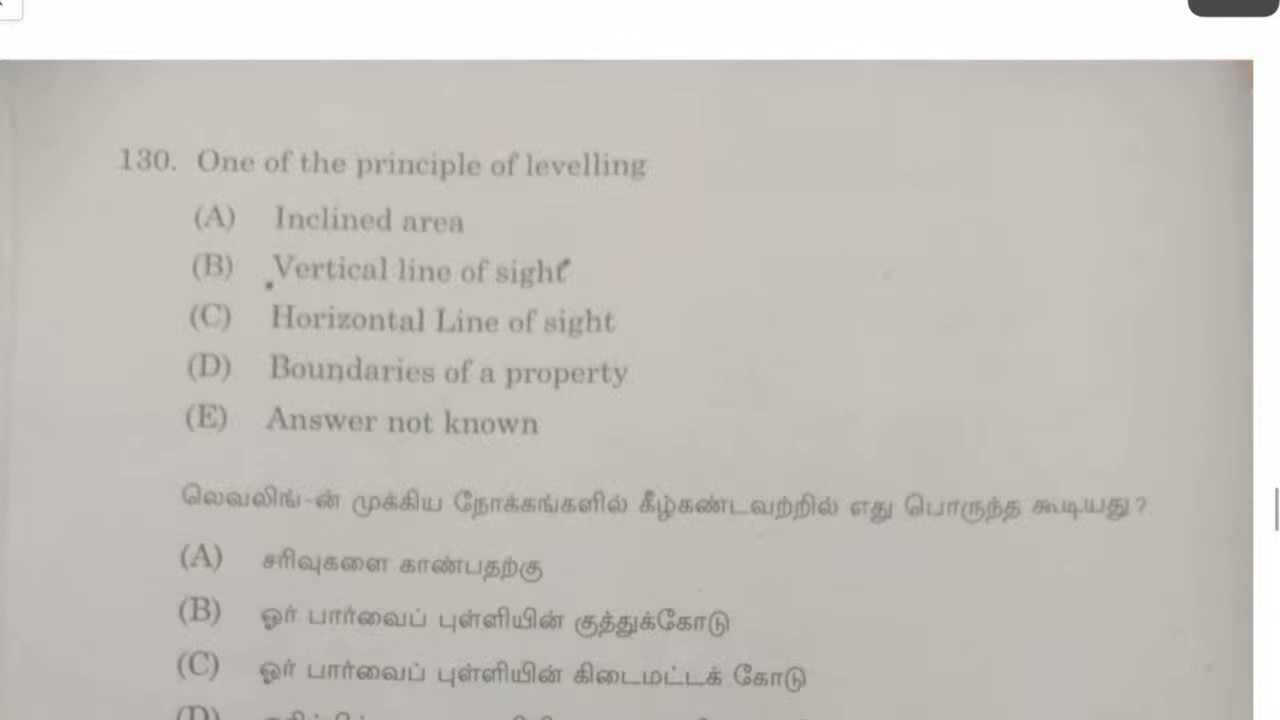 130. One of the principle of levelling
(A) Inclined area
(B) Vertical line of sight
(C) Horizontal Line of sight
(D) Boundaries of a property
(E) Answer not known
லெவலிங்-ன் முக்கிய நோக்கங்களில் கீழ்கண்டவற்றில் எது பொருந்த கூடியது?
(A) சரிவுகளை காண்பதற்கு
(B) ஓர் பார்வைப் புள்ளியின் குத்துக்கோடு
(C) ஓர் பார்வைப் புள்ளியின் கிடைமட்டக் கோடு
(D)